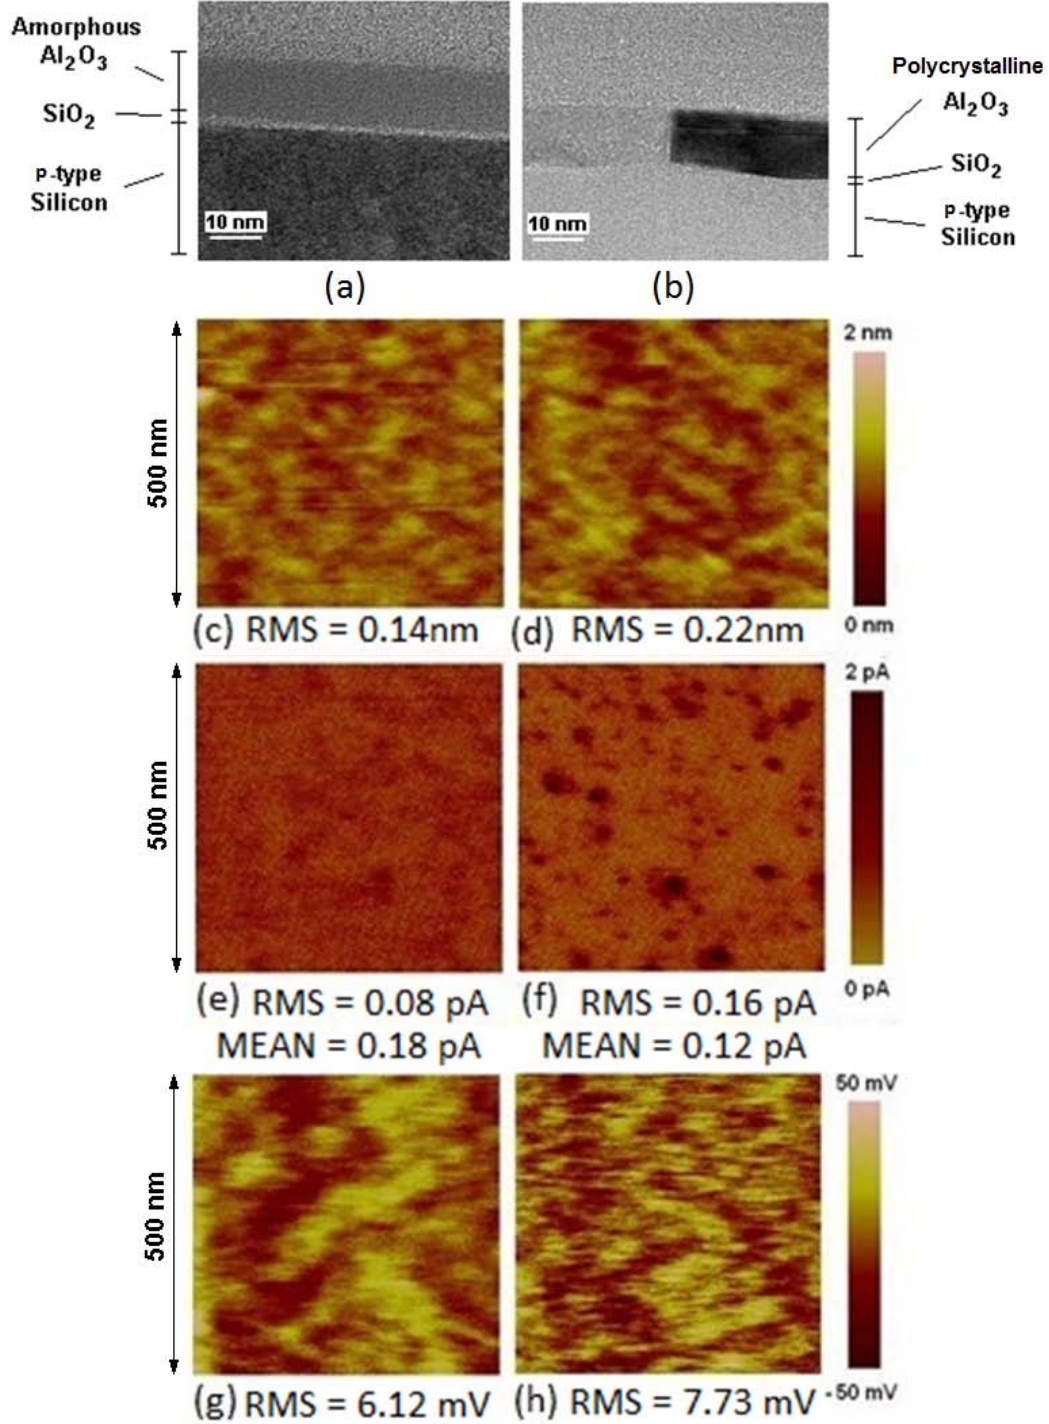 Amorphous
Al2O3
SiO2
P-type
Silicon
10 nm
10 nm
Polycrystalline
Al2O3
SiO2
P-type
Silicon
(a)
(b)
500 nm
2 nm
0 nm
(c) RMS = 0.14nm
(d) RMS = 0.22nm
500 nm
2 pA
0 pA
(e) RMS = 0.08 pA
MEAN = 0.18 pA
(f) RMS = 0.16 pA
MEAN = 0.12 pA
500 nm
50 mV
-50 mV
(g) RMS = 6.12 mV
(h) RMS = 7.73 mV